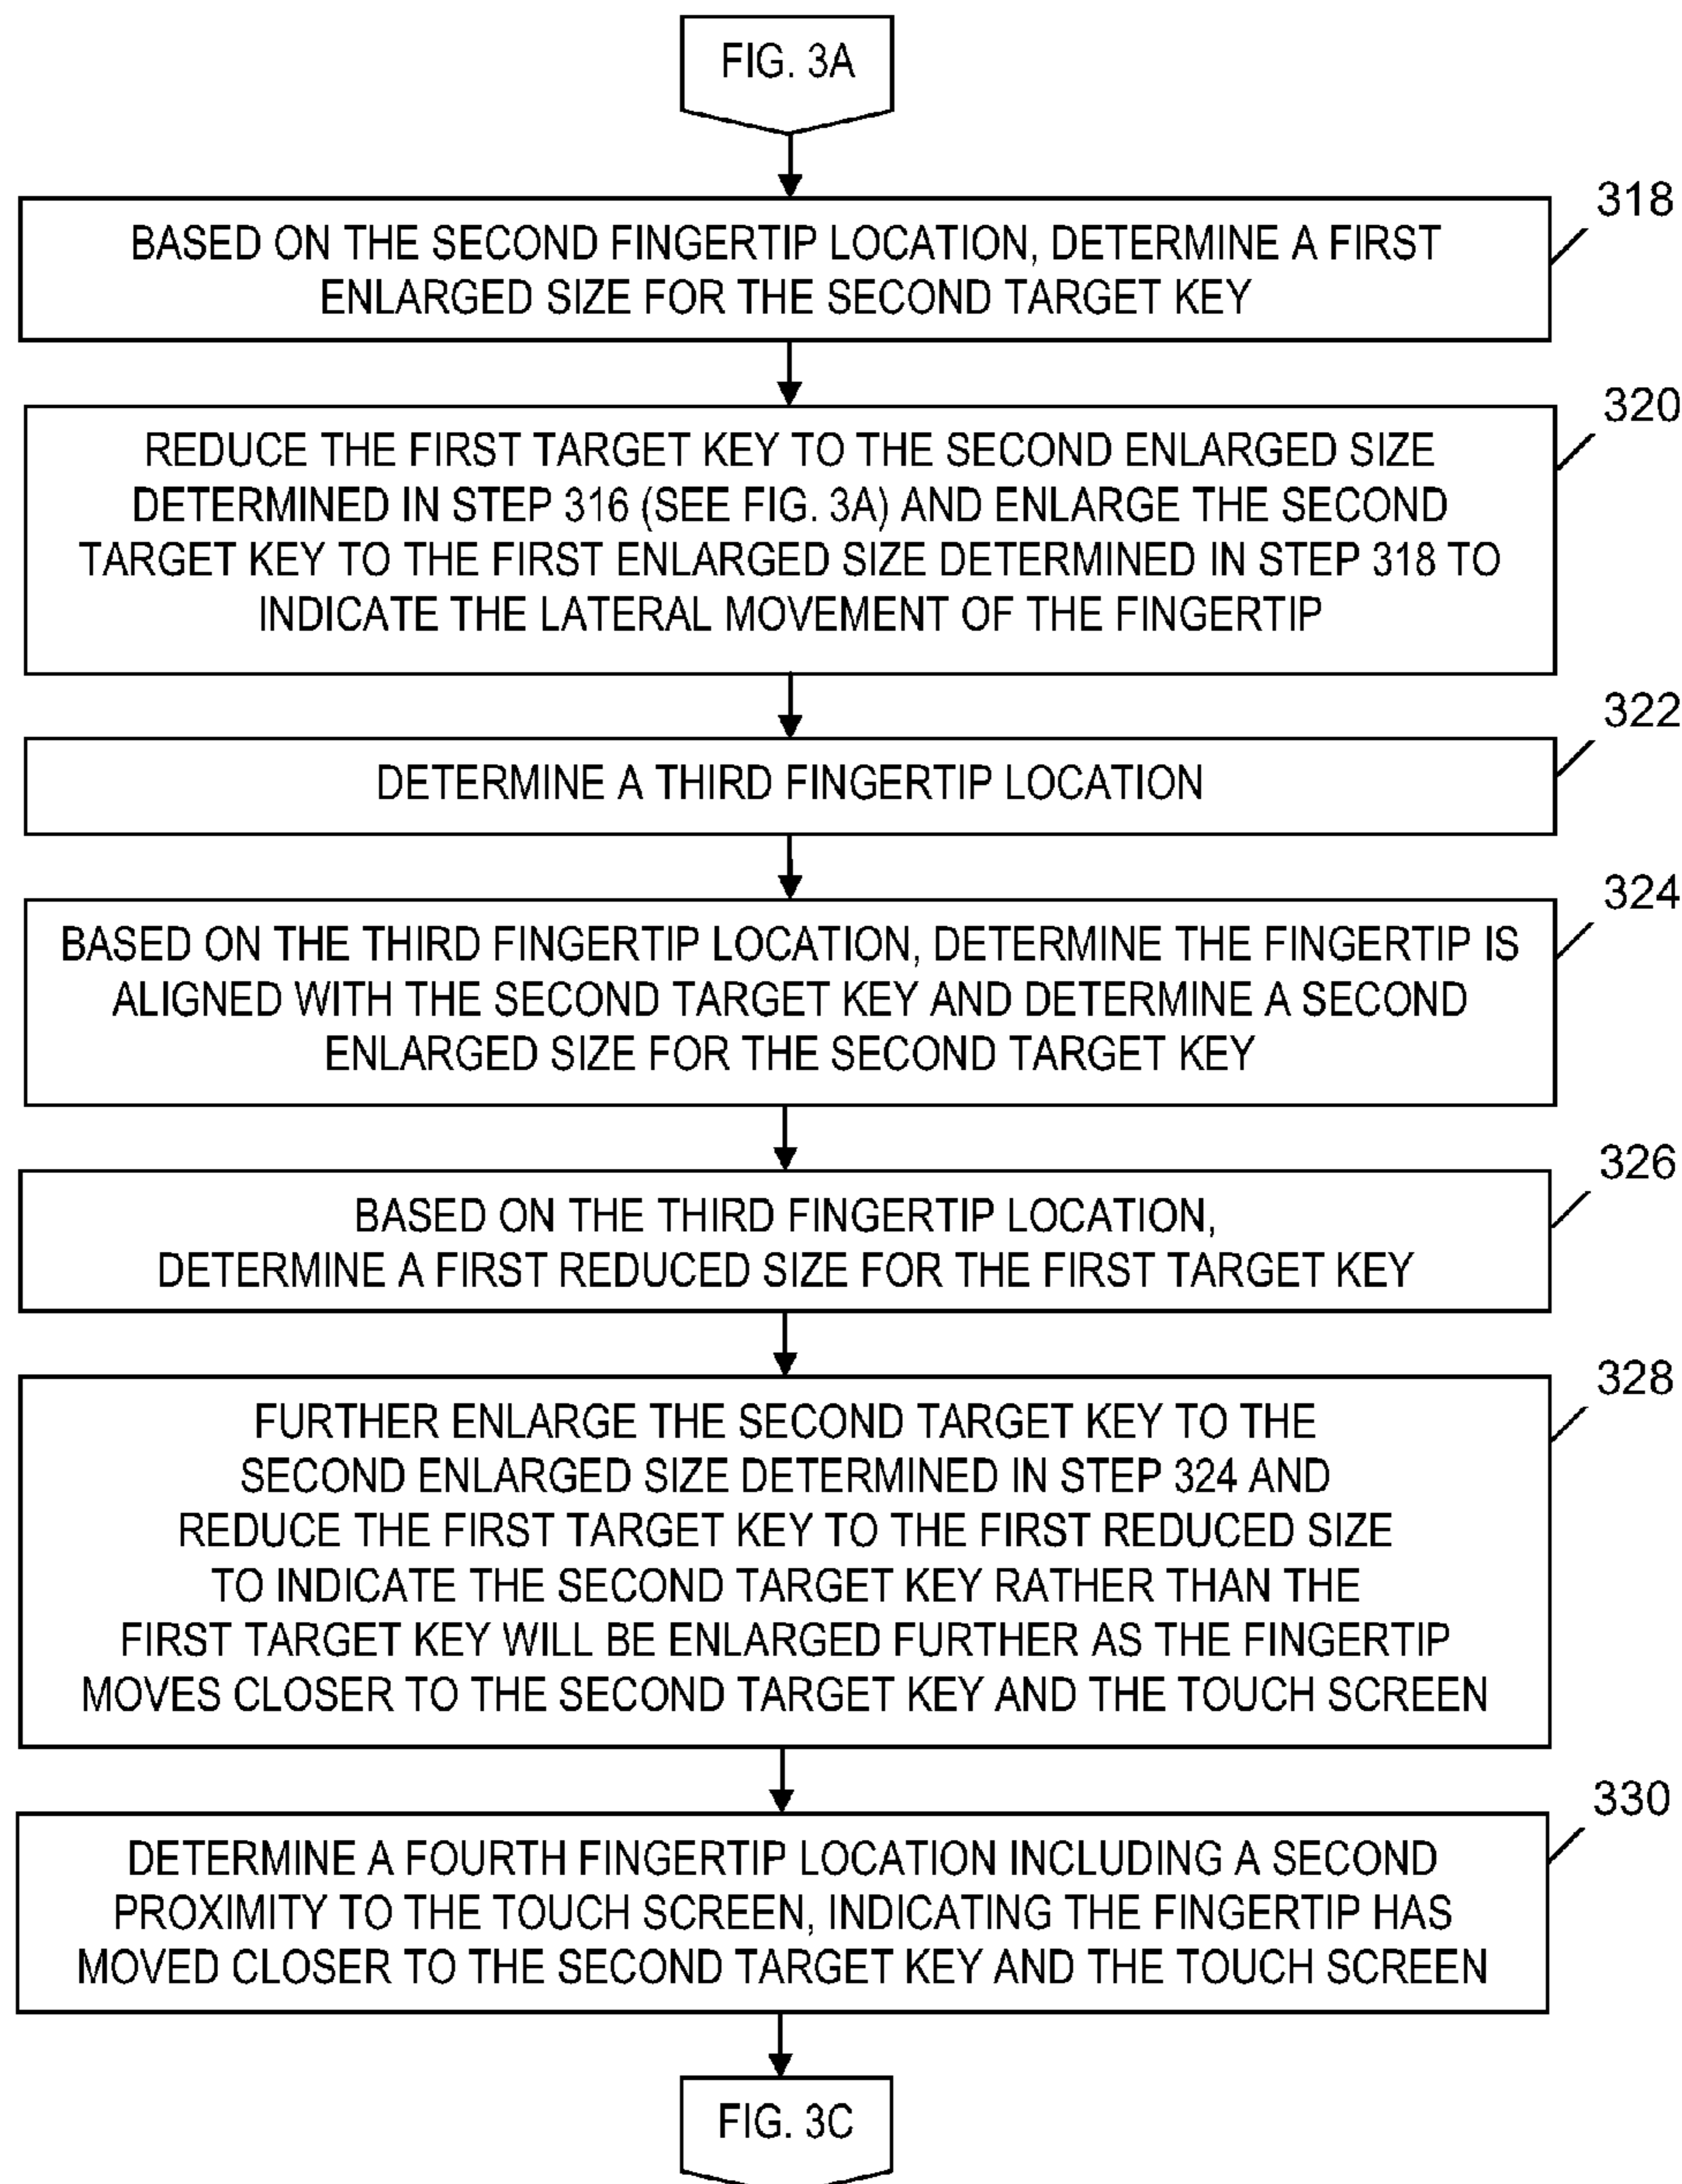 FIG. 3A
318
BASED ON THE SECOND FINGERTIP LOCATION, DETERMINE A FIRST
ENLARGED SIZE FOR THE SECOND TARGET KEY
320
REDUCE THE FIRST TARGET KEY TO THE SECOND ENLARGED SIZE
DETERMINED IN STEP 316 (SEE FIG. 3A) AND ENLARGE THE SECOND
TARGET KEY TO THE FIRST ENLARGED SIZE DETERMINED IN STEP 318 TO
INDICATE THE LATERAL MOVEMENT OF THE FINGERTIP
322
DETERMINE A THIRD FINGERTIP LOCATION
324
BASED ON THE THIRD FINGERTIP LOCATION, DETERMINE THE FINGERTIP IS
ALIGNED WITH THE SECOND TARGET KEY AND DETERMINE A SECOND
ENLARGED SIZE FOR THE SECOND TARGET KEY
326
BASED ON THE THIRD FINGERTIP LOCATION,
DETERMINE A FIRST REDUCED SIZE FOR THE FIRST TARGET KEY
328
FURTHER ENLARGE THE SECOND TARGET KEY TO THE
SECOND ENLARGED SIZE DETERMINED IN STEP 324 AND
REDUCE THE FIRST TARGET KEY TO THE FIRST REDUCED SIZE
TO INDICATE THE SECOND TARGET KEY RATHER THAN THE
FIRST TARGET KEY WILL BE ENLARGED FURTHER AS THE FINGERTIP
MOVES CLOSER TO THE SECOND TARGET KEY AND THE TOUCH SCREEN
330
DETERMINE A FOURTH FINGERTIP LOCATION INCLUDING A SECOND
PROXIMITY TO THE TOUCH SCREEN, INDICATING THE FINGERTIP HAS
MOVED CLOSER TO THE SECOND TARGET KEY AND THE TOUCH SCREEN
FIG. 3C